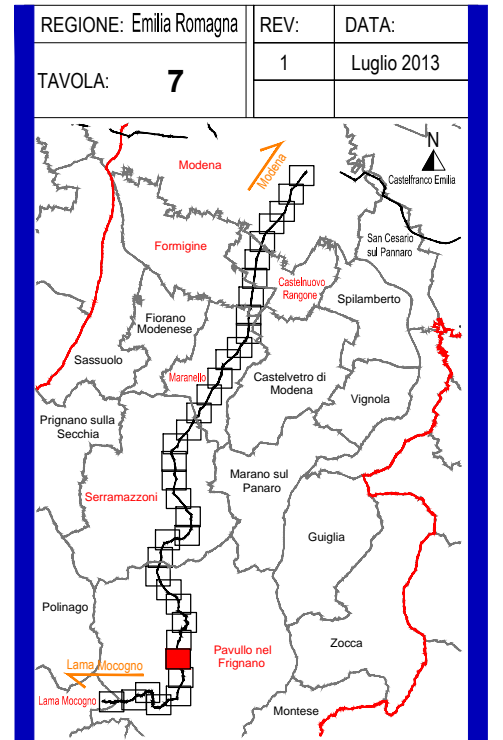 REGIONE: Emilia Romagna
REV:
DATA:
TAVOLA: 7
1
Luglio 2013
N
Modena
Modena
Castelfranco Emilia
San Cesario
sul Pannaro
Formigine
Castelnuovo
Rangone
Spilamberto
Fiorano
Modenese
Sassuolo
Maranello
Castelvetro di
Modena
Vignola
Prignano sulla
Secchia
Marano sul
Panaro
Serramazzoni
Guiglia
Polinago
Pavullo nel
Frignano
Zocca
Lama Mocogno
Lama Mocogno
Montese